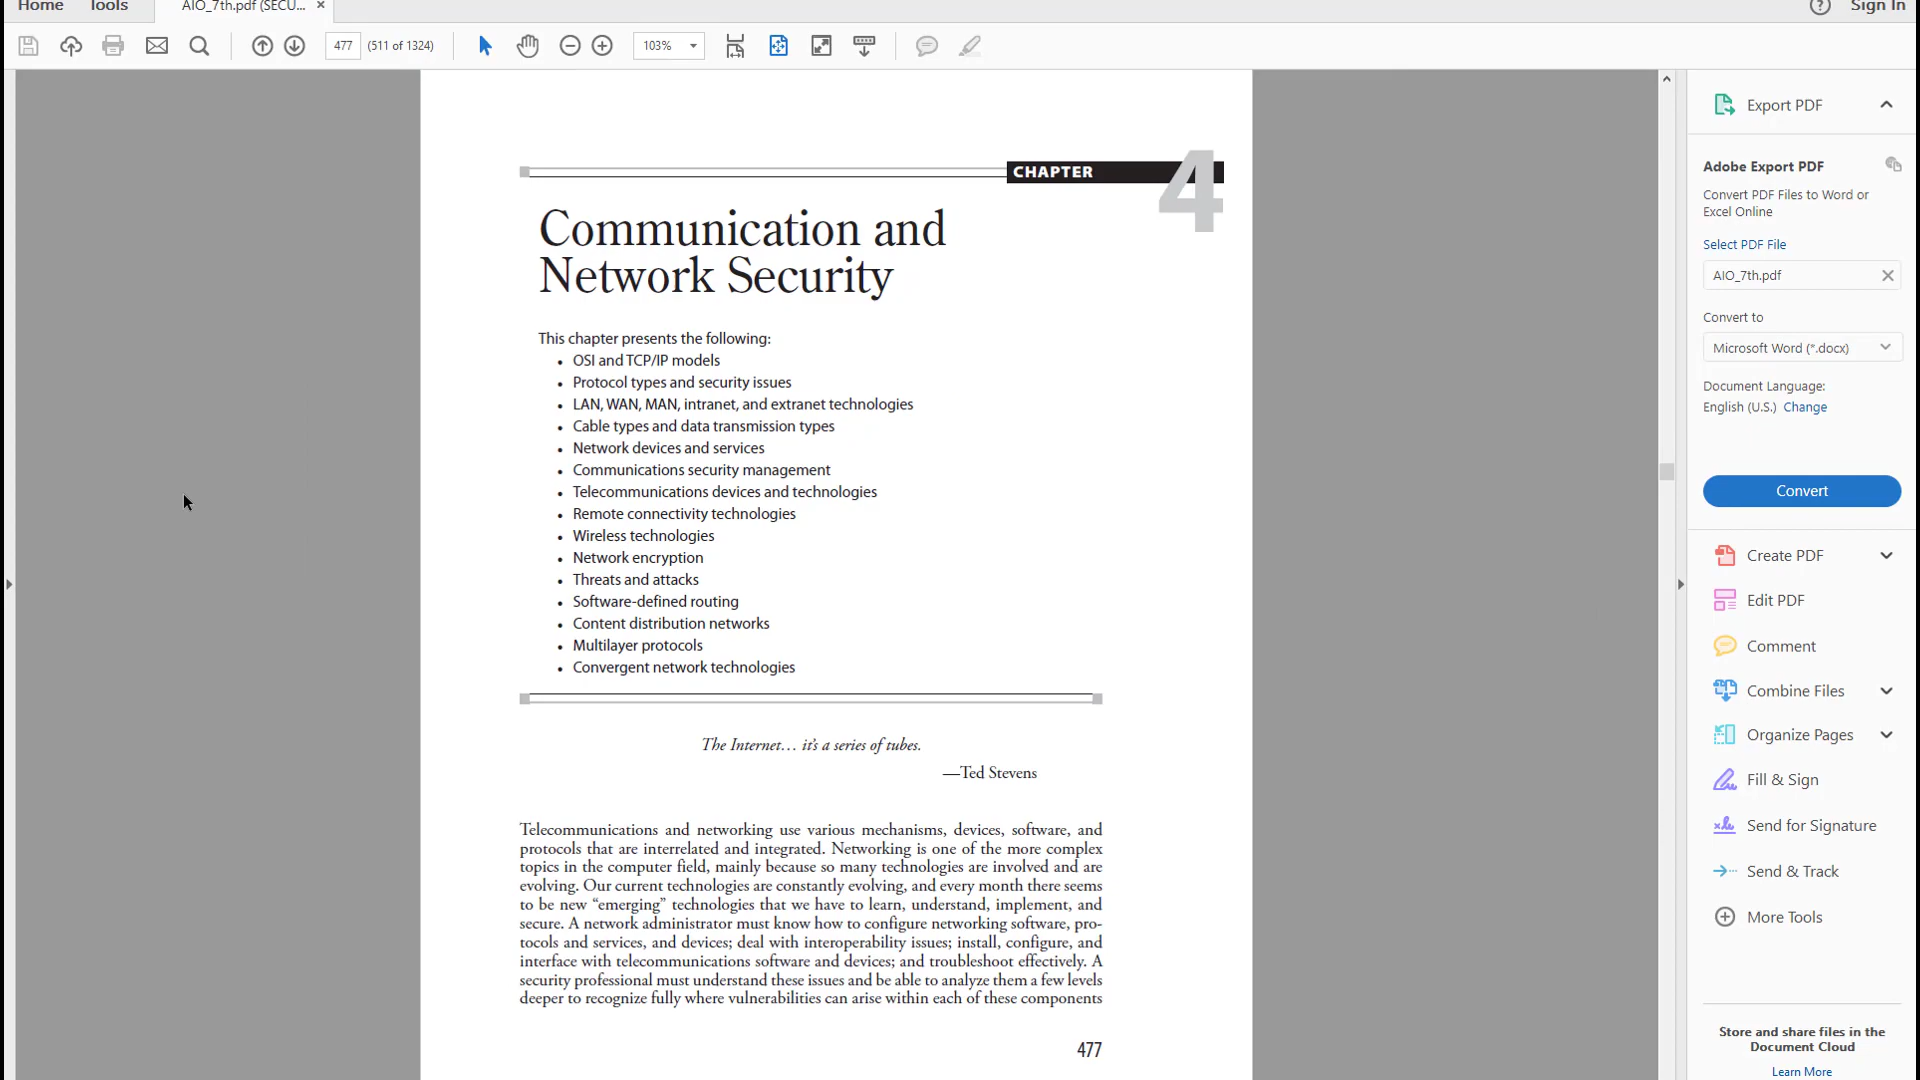 Home Tools AIO_7th.pdf (SECU... × Sign In
477 (511 of 1324) 103%
CHAPTER 4
Communication and
Network Security
This chapter presents the following:
• OSI and TCP/IP models
• Protocol types and security issues
• LAN, WAN, MAN, intranet, and extranet technologies
• Cable types and data transmission types
• Network devices and services
• Communications security management
• Telecommunications devices and technologies
• Remote connectivity technologies
• Wireless technologies
• Network encryption
• Threats and attacks
• Software-defined routing
• Content distribution networks
• Multilayer protocols
• Convergent network technologies
The Internet… it's a series of tubes.
—Ted Stevens
Telecommunications and networking use various mechanisms, devices, software, and
protocols that are interrelated and integrated. Networking is one of the more complex
topics in the computer field, mainly because so many technologies are involved and are
evolving. Our current technologies are constantly evolving, and every month there seems
to be new “emerging” technologies that we have to learn, understand, implement, and
secure. A network administrator must know how to configure networking software, pro-
tocols and services, and devices; deal with interoperability issues; install, configure, and
interface with telecommunications software and devices; and troubleshoot effectively. A
security professional must understand these issues and be able to analyze them a few levels
deeper to recognize fully where vulnerabilities can arise within each of these components
477
Export PDF
Adobe Export PDF
Convert PDF Files to Word or
Excel Online
Select PDF File
AIO_7th.pdf
Convert to
Microsoft Word (*.docx)
Document Language:
English (U.S.) Change
Convert
Create PDF
Edit PDF
Comment
Combine Files
Organize Pages
Fill & Sign
Send for Signature
Send & Track
More Tools
Store and share files in the
Document Cloud
Learn More